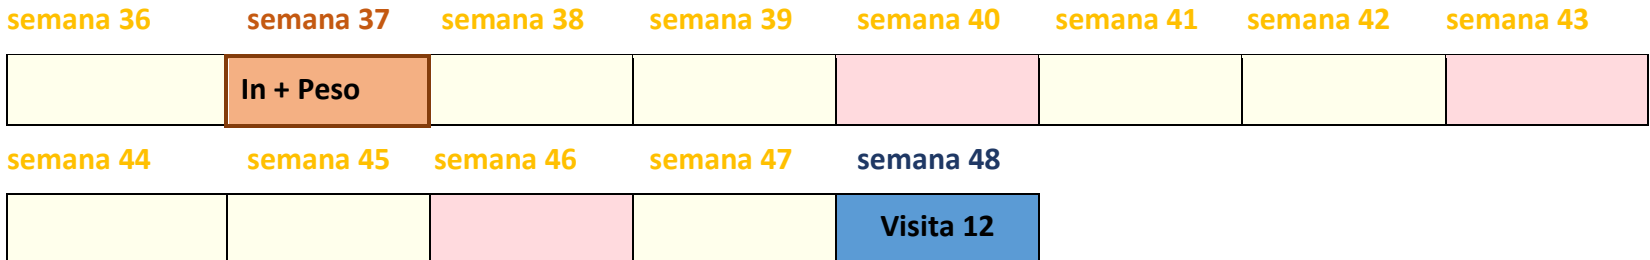 semana 36 semana 37 semana 38 semana 39 semana 40 semana 41 semana 42 semana 43
In + Peso
semana 44 semana 45 semana 46 semana 47 semana 48
Visita 12